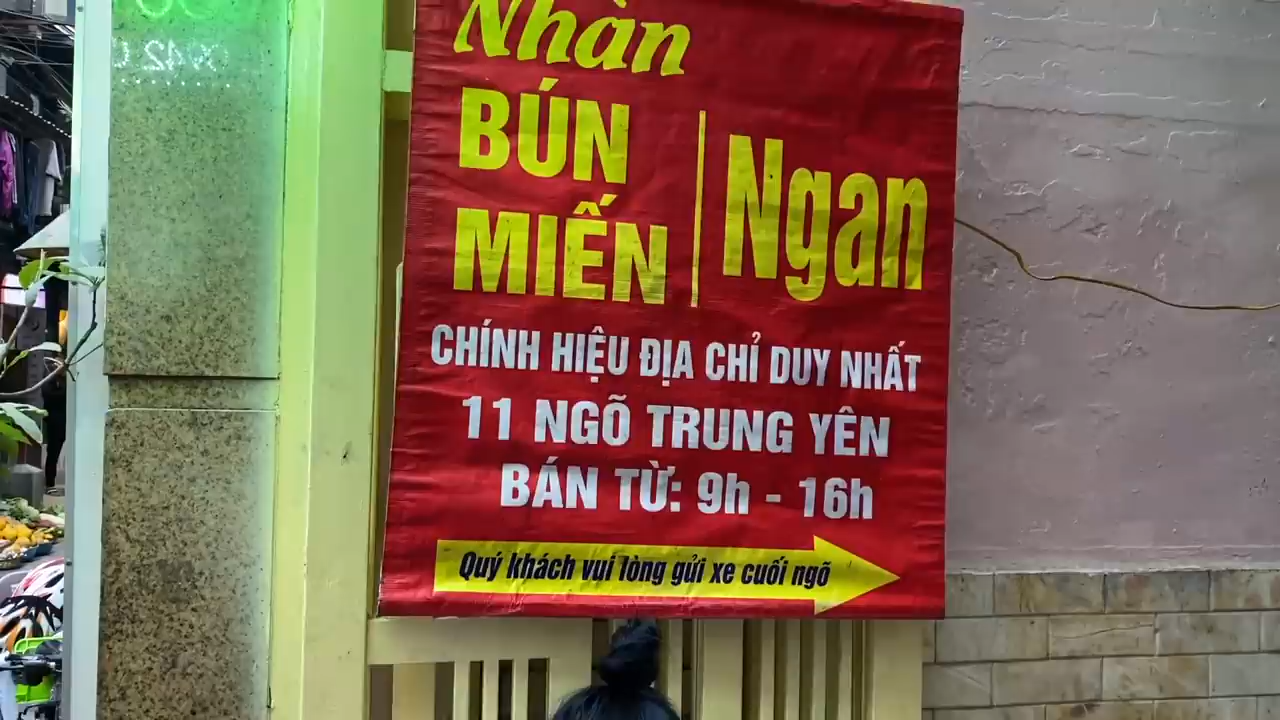 Nhàn
BÚN
MIẾN
Ngan
CHÍNH HIỆU ĐỊA CHỈ DUY NHẤT
11 NGÕ TRUNG YÊN
BÁN TỪ: 9h - 16h
Quý khách vui lòng gửi xe cuối ngõ